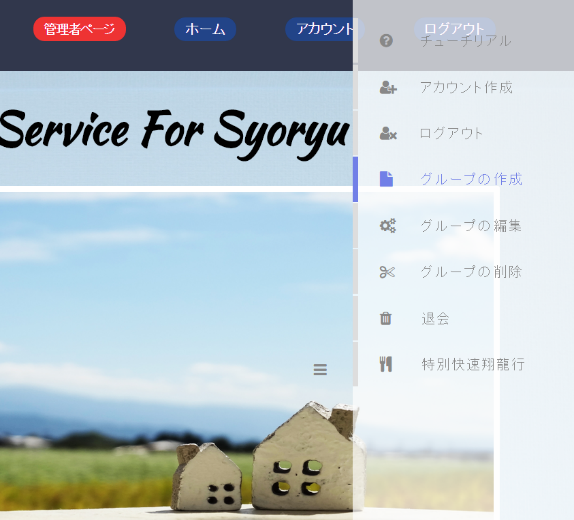 管理者ページ ホーム アカウント ログアウト
Service For Syoryu
チュートリアル
アカウント作成
ログアウト
グループの作成
グループの編集
グループの削除
退会
特別快速翔龍行